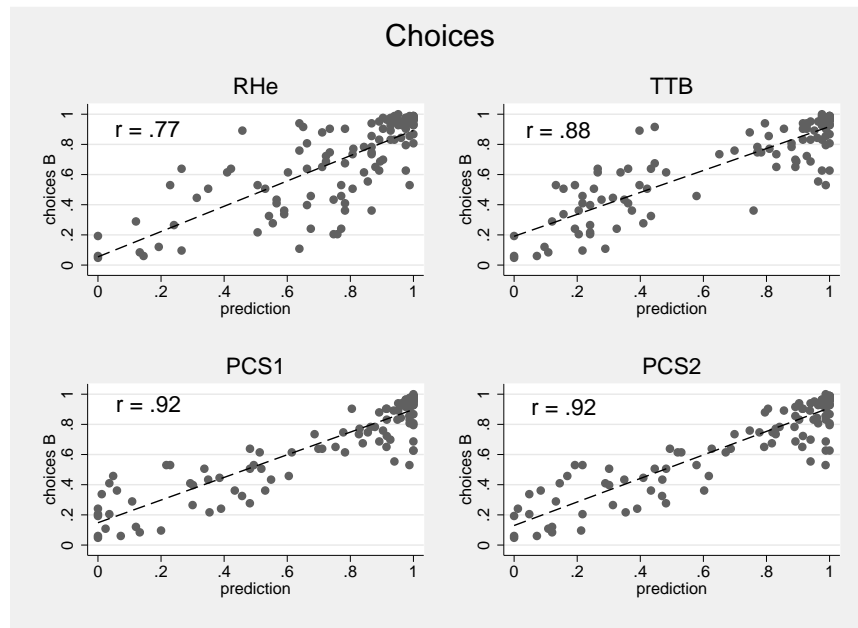 Choices
RHe
r = .77
choices B
0 .2 .4 .6 .8 1
0 .2 .4 .6 .8 1
prediction
TTB
r = .88
choices B
0 .2 .4 .6 .8 1
0 .2 .4 .6 .8 1
prediction
PCS1
r = .92
choices B
0 .2 .4 .6 .8 1
0 .2 .4 .6 .8 1
prediction
PCS2
r = .92
choices B
0 .2 .4 .6 .8 1
0 .2 .4 .6 .8 1
prediction